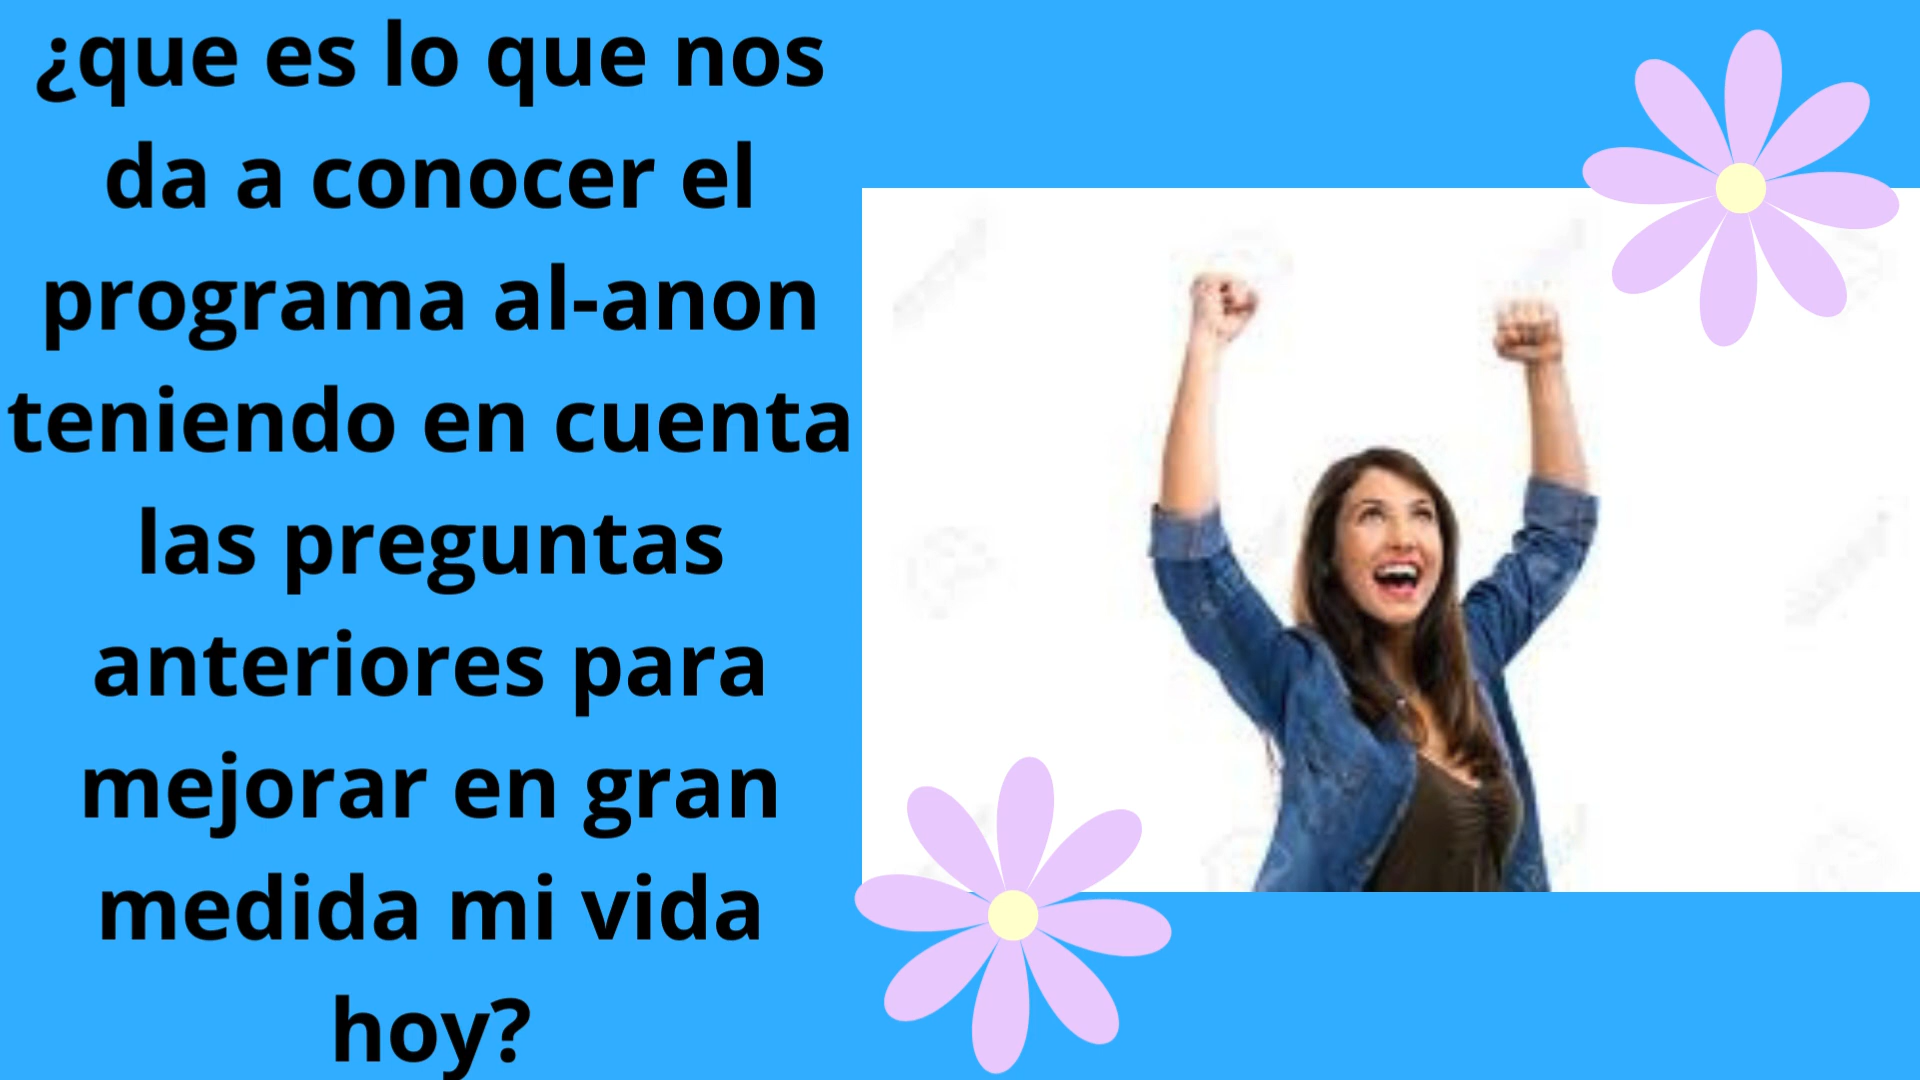 ¿que es lo que nos
da a conocer el
programa al-anon
teniendo en cuenta
las preguntas
anteriores para
mejorar en gran
medida mi vida
hoy?